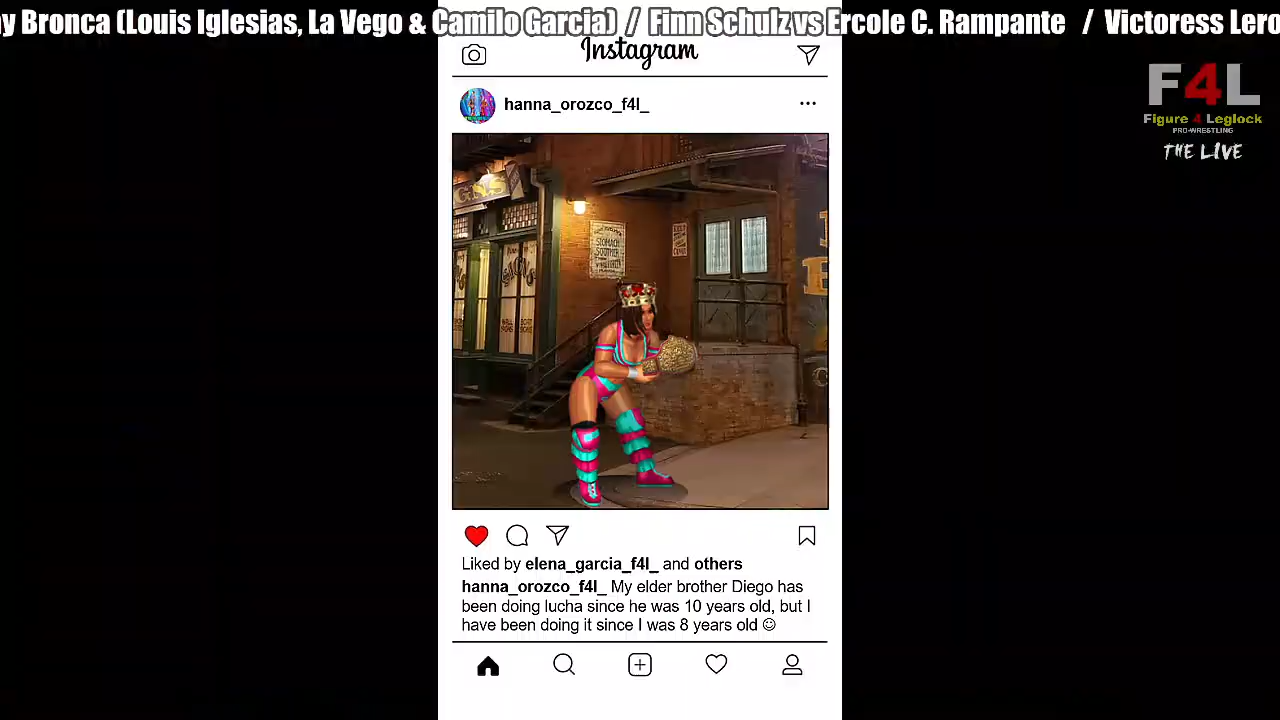 y Bronca (Louis Iglesias, La Vego & Camilo Garcia) / Finn Schulz vs Ercole C. Rampante / Victoress Lero
Instagram
F4L
Figure 4 Leglock
PRO-WRESTLING
THE LIVE
hanna_orozco_f4l_
STOMACH
Liked by elena_garcia_f4l_ and others
hanna_orozco_f4l_ My elder brother Diego has
been doing lucha since he was 10 years old, but I
have been doing it since I was 8 years old ☺